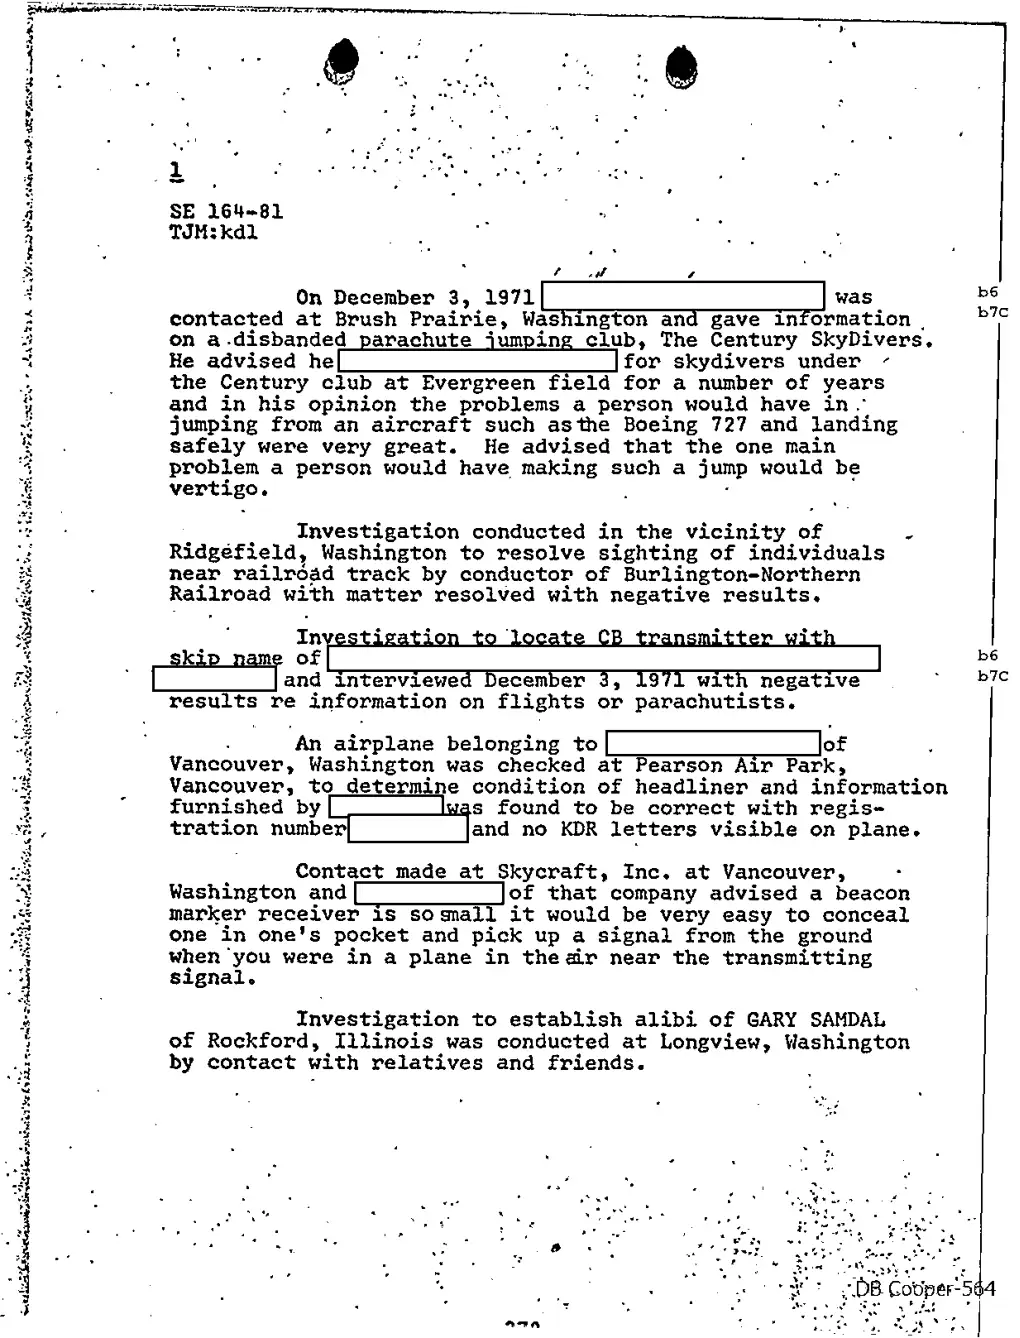 1
SE 164-81
TJM:kdl
On December 3, 1971 was
b6
contacted at Brush Prairie, Washington and gave information
b7C
on a disbanded parachute jumping club, The Century SkyDivers.
He advised he for skydivers under
the Century club at Evergreen field for a number of years
and in his opinion the problems a person would have in
jumping from an aircraft such as the Boeing 727 and landing
safely were very great. He advised that the one main
problem a person would have making such a jump would be
vertigo.
Investigation conducted in the vicinity of
Ridgefield, Washington to resolve sighting of individuals
near railroad track by conductor of Burlington-Northern
Railroad with matter resolved with negative results.
Investigation to locate CB transmitter with
skip name of
b6
and interviewed December 3, 1971 with negative
b7C
results re information on flights or parachutists.
An airplane belonging to of
Vancouver, Washington was checked at Pearson Air Park,
Vancouver, to determine condition of headliner and information
furnished by was found to be correct with regis-
tration number and no KDR letters visible on plane.
Contact made at Skycraft, Inc. at Vancouver,
Washington and of that company advised a beacon
marker receiver is so small it would be very easy to conceal
one in one's pocket and pick up a signal from the ground
when you were in a plane in the air near the transmitting
signal.
Investigation to establish alibi of GARY SAMDAL
of Rockford, Illinois was conducted at Longview, Washington
by contact with relatives and friends.
DB Cooper-564